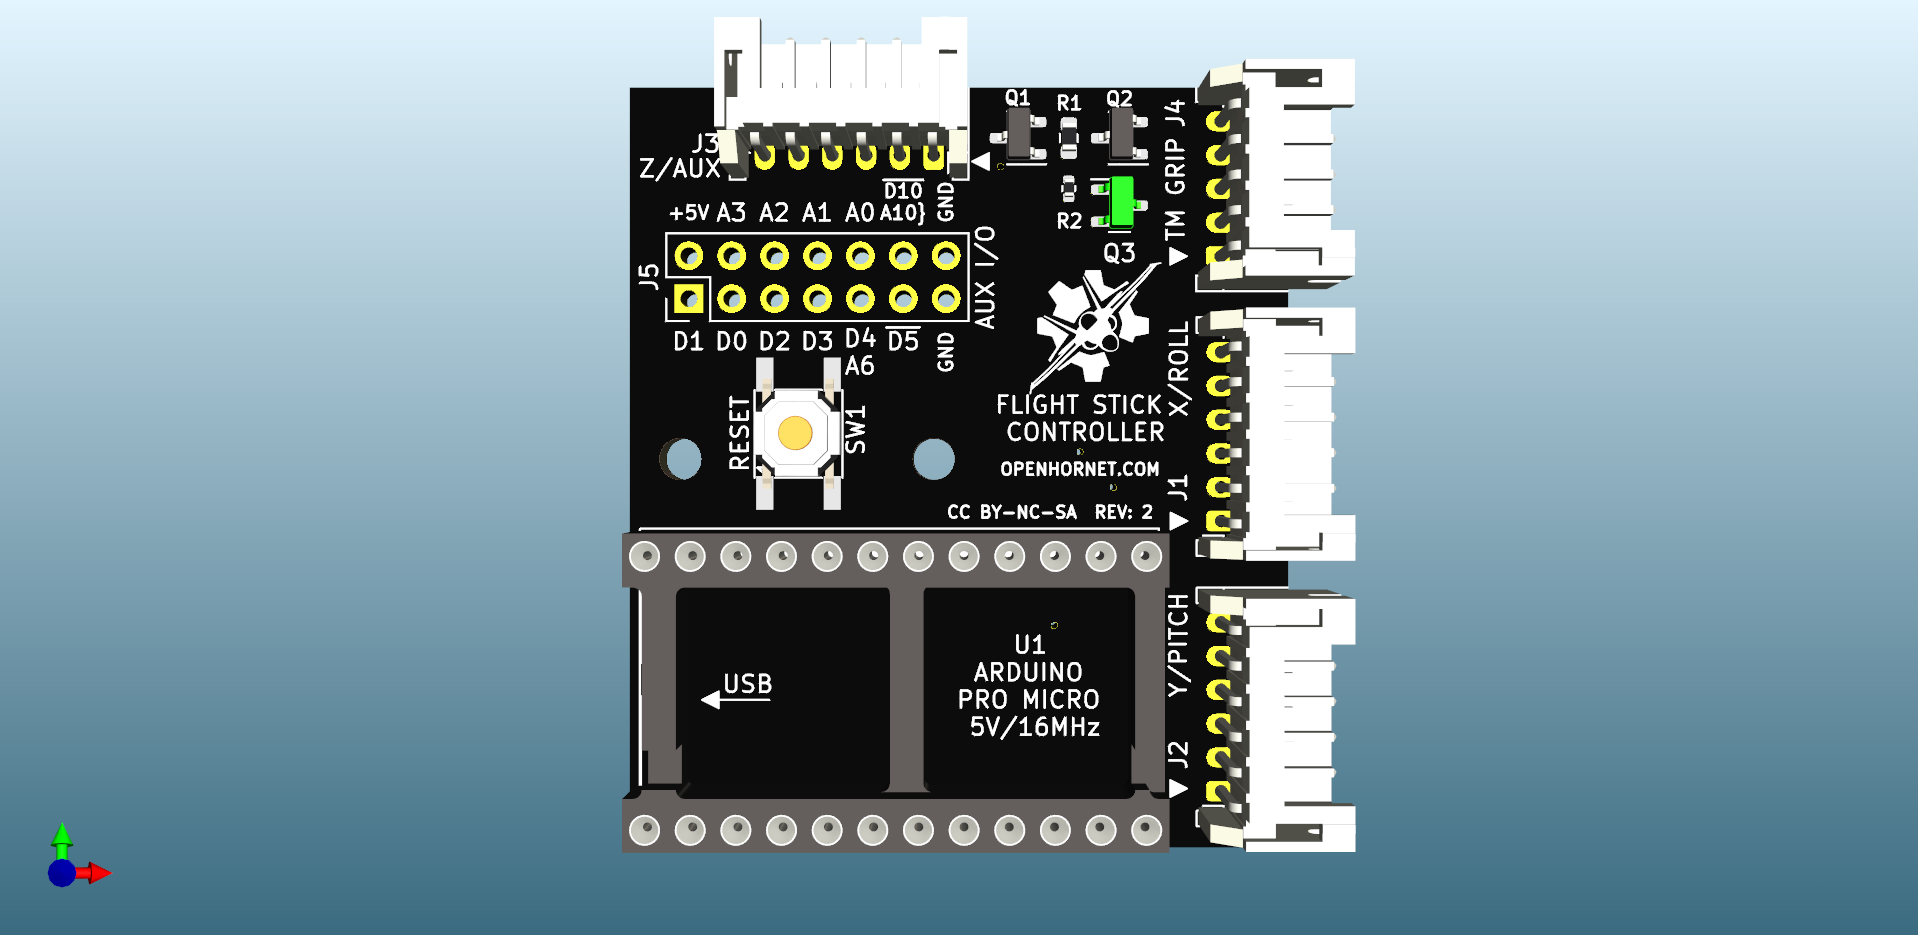 Q1
R1
Q2
J3
Z/AUX
TM GRIP J4
D10
A10}
GND
+5V A3 A2 A1 A0
R2
Q3
J5
AUX I/O
D1 D0 D2 D3 D4 D5 GND
A6
X/ROLL
J1
RESET
SW1
FLIGHT STICK
CONTROLLER
OPENHORNET.COM
CC BY-NC-SA REV: 2
Y/PITCH
J2
USB
U1
ARDUINO
PRO MICRO
5V/16MHz